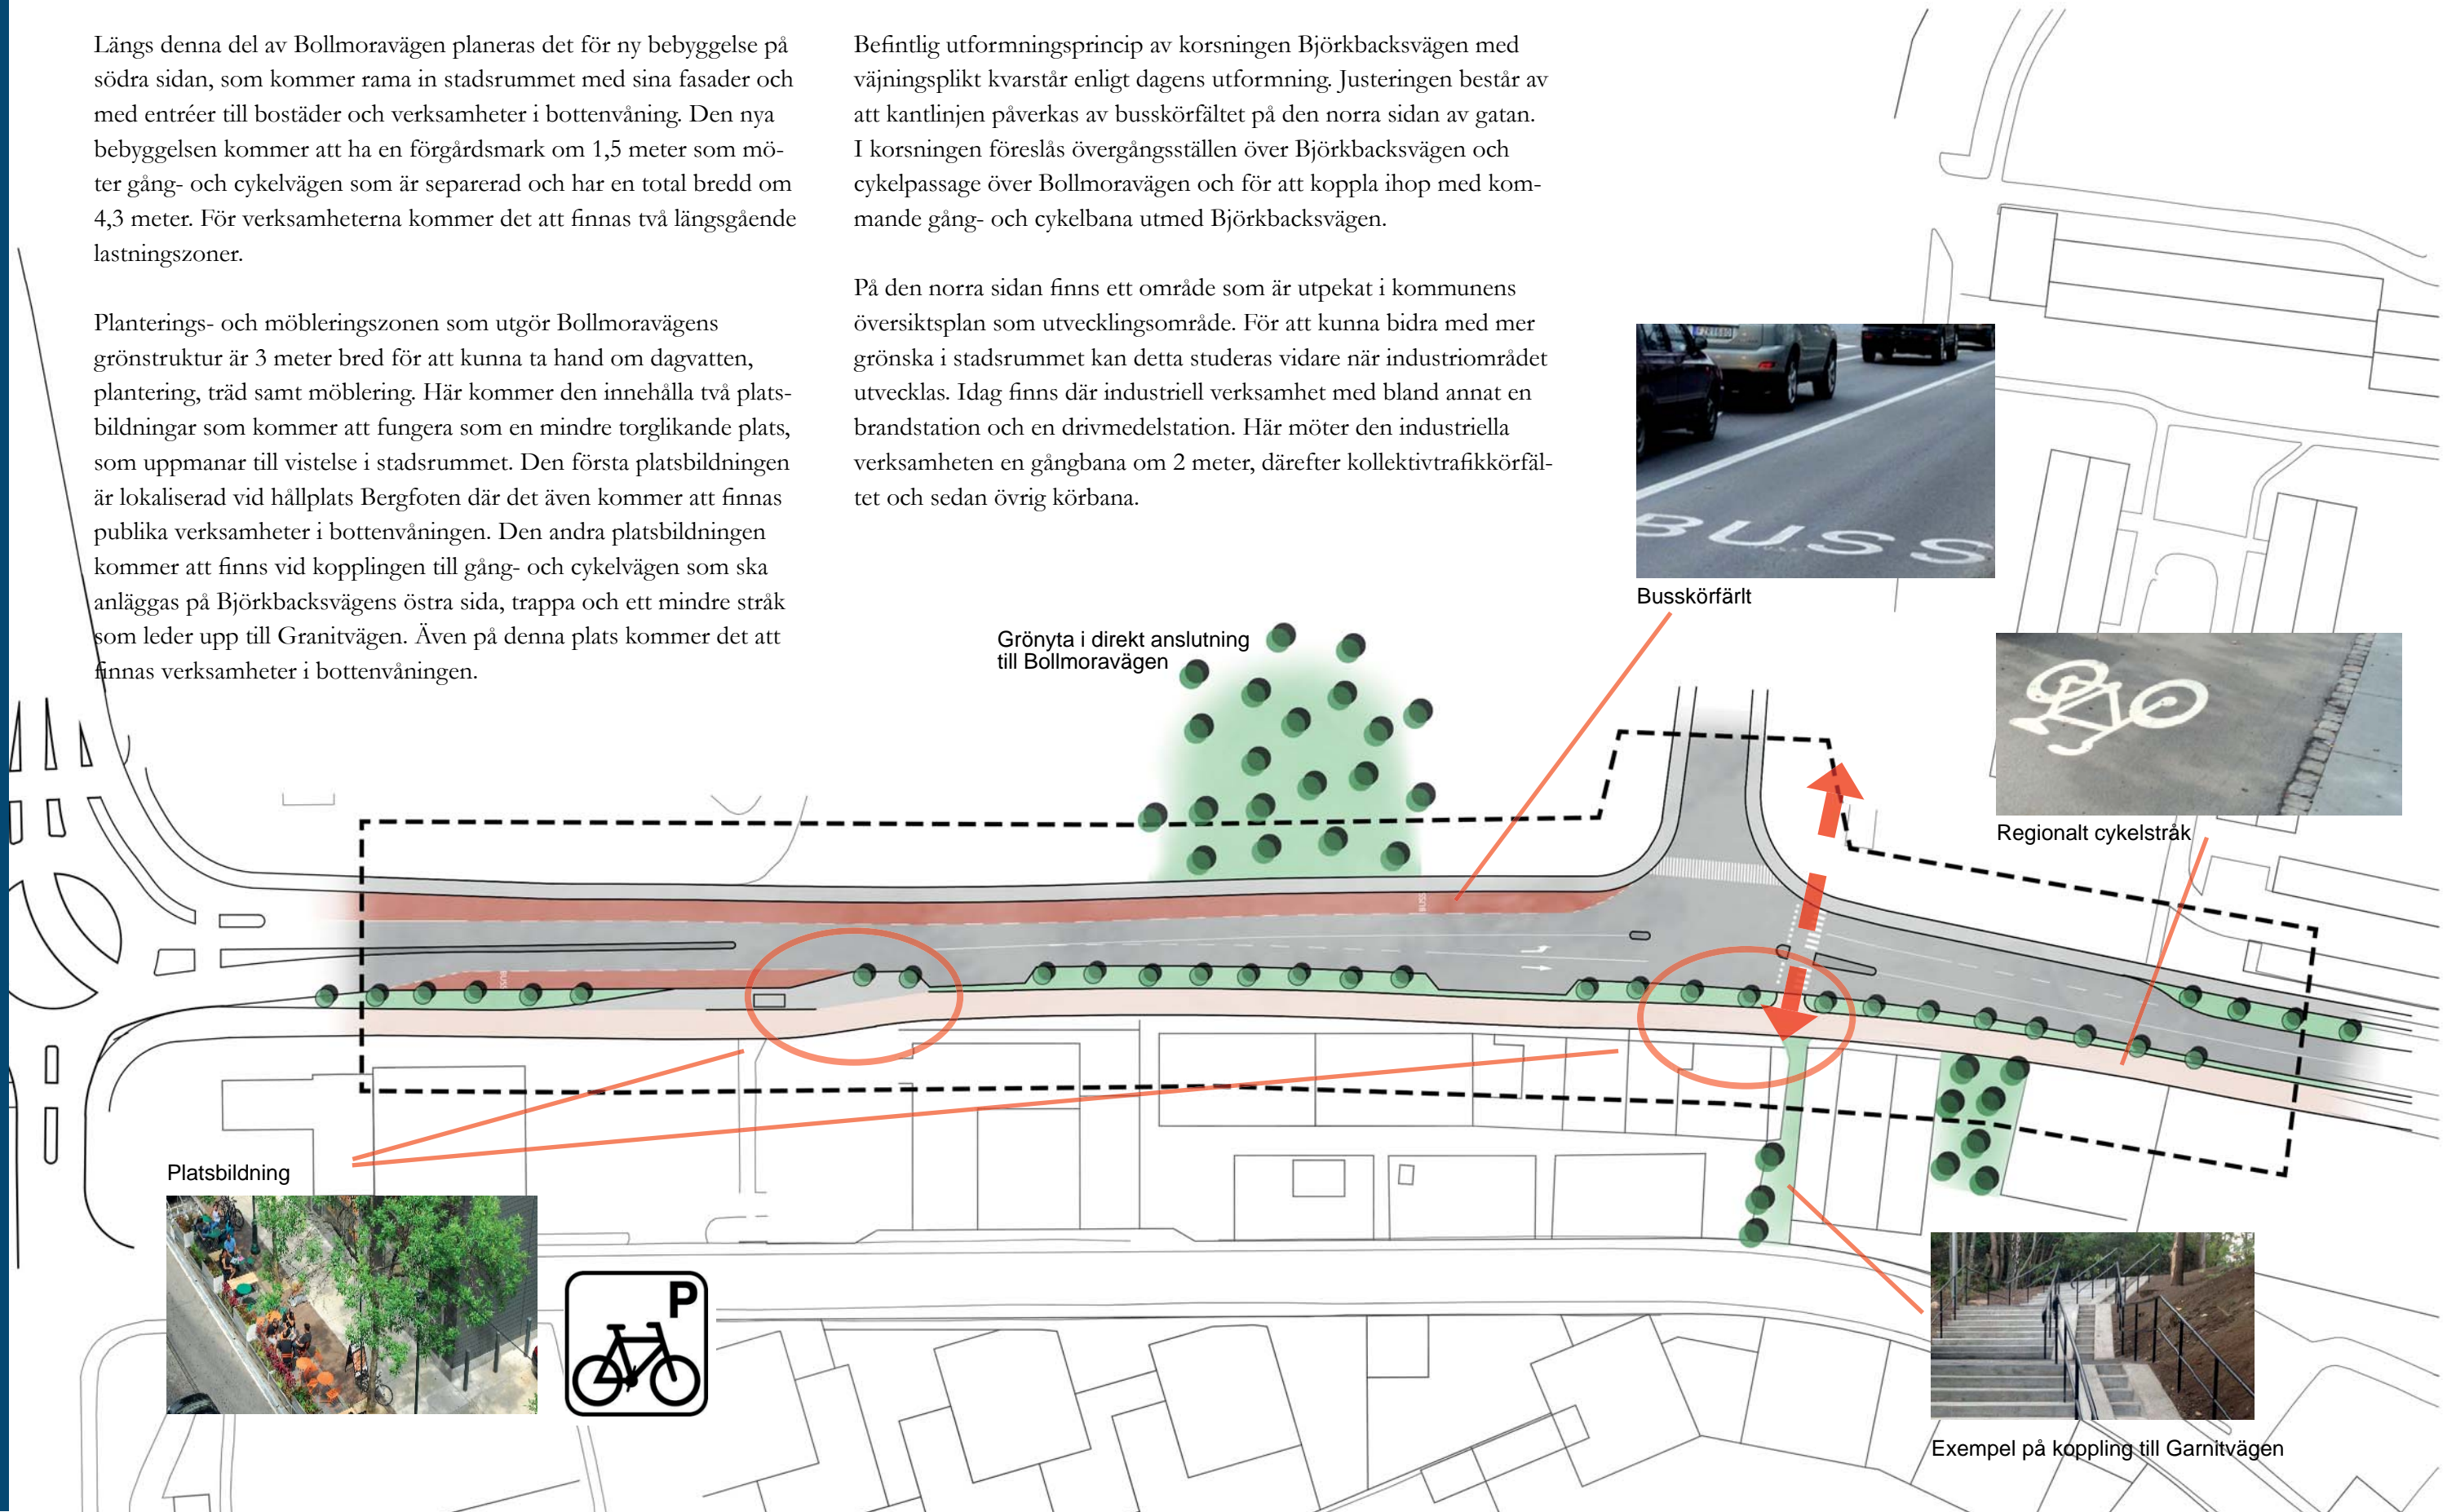 Längs denna del av Bollmoravägen planeras det för ny bebyggelse på
södra sidan, som kommer rama in stadsrummet med sina fasader och
med entréer till bostäder och verksamheter i bottenvåning. Den nya
bebyggelsen kommer att ha en förgårdsmark om 1,5 meter som mö-
ter gång- och cykelvägen som är separerad och har en total bredd om
4,3 meter. För verksamheterna kommer det att finnas två längsgående
lastningszoner.
Planterings- och möbleringszonen som utgör Bollmoravägens
grönstruktur är 3 meter bred för att kunna ta hand om dagvatten,
plantering, träd samt möblering. Här kommer den innehålla två plats-
bildningar som kommer att fungera som en mindre torglikande plats,
som uppmanar till vistelse i stadsrummet. Den första platsbildningen
är lokaliserad vid hållplats Bergfoten där det även kommer att finnas
publika verksamheter i bottenvåningen. Den andra platsbildningen
kommer att finns vid kopplingen till gång- och cykelvägen som ska
anläggas på Björkbacksvägens östra sida, trappa och ett mindre stråk
som leder upp till Granitvägen. Även på denna plats kommer det att
finnas verksamheter i bottenvåningen.
Befintlig utformningsprincip av korsningen Björkbacksvägen med
väjningsplikt kvarstår enligt dagens utformning. Justeringen består av
att kantlinjen påverkas av busskörfältet på den norra sidan av gatan.
I korsningen föreslås övergångsställen över Björkbacksvägen och
cykelpassage över Bollmoravägen och för att koppla ihop med kom-
mande gång- och cykelbana utmed Björkbacksvägen.
På den norra sidan finns ett område som är utpekat i kommunens
översiktsplan som utvecklingsområde. För att kunna bidra med mer
grönska i stadsrummet kan detta studeras vidare när industriområdet
utvecklas. Idag finns där industriell verksamhet med bland annat en
brandstation och en drivmedelstation. Här möter den industriella
verksamheten en gångbana om 2 meter, därefter kollektivtrafikkörfäl-
tet och sedan övrig körbana.
BUSS
Busskörfärlt
Grönyta i direkt anslutning
till Bollmoravägen
Regionalt cykelstråk
BUSS
BUSS
Platsbildning
P
Exempel på koppling till Garnitvägen